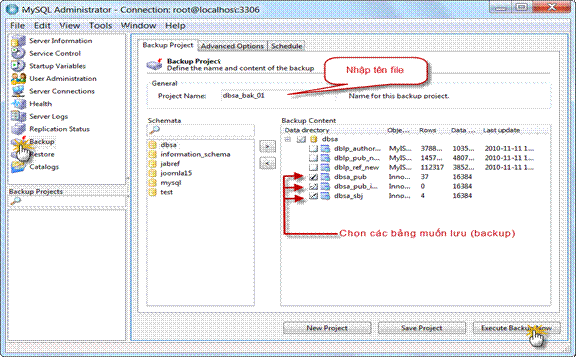 MySQL Administrator - Connection: root@localhost:3306
File Edit View Tools Window Help
Server Information
Service Control
Startup Variables
User Administration
Server Connections
Health
Server Logs
Replication Status
Backup
Restore
Catalogs
Backup Projects
Backup Project Advanced Options Schedule
Backup Project
Define the name and content of the backup
Nhập tên file
General
Project Name: dbsa_bak_01 Name for this backup project.
Schemata
dbsa
information_schema
jabref
joomla15
mysql
test
>
<
Backup Content
Data directory Obje... Rows Data ... Last update
dbsa
dblp_author... MyIS... 3788... 1035... 2010-11-11 1...
dblp_pub_n... MyIS... 1457... 4807... 2010-11-11 2...
dblp_ref_new MyIS... 112317 3852... 2010-11-11 1...
dbsa_pub Inno... 37 16384
dbsa_pub_i... Inno... 0 16384
dbsa_sbj Inno... 4 16384
Chọn các bảng muốn lưu (backup)
New Project Save Project Execute Backup Now